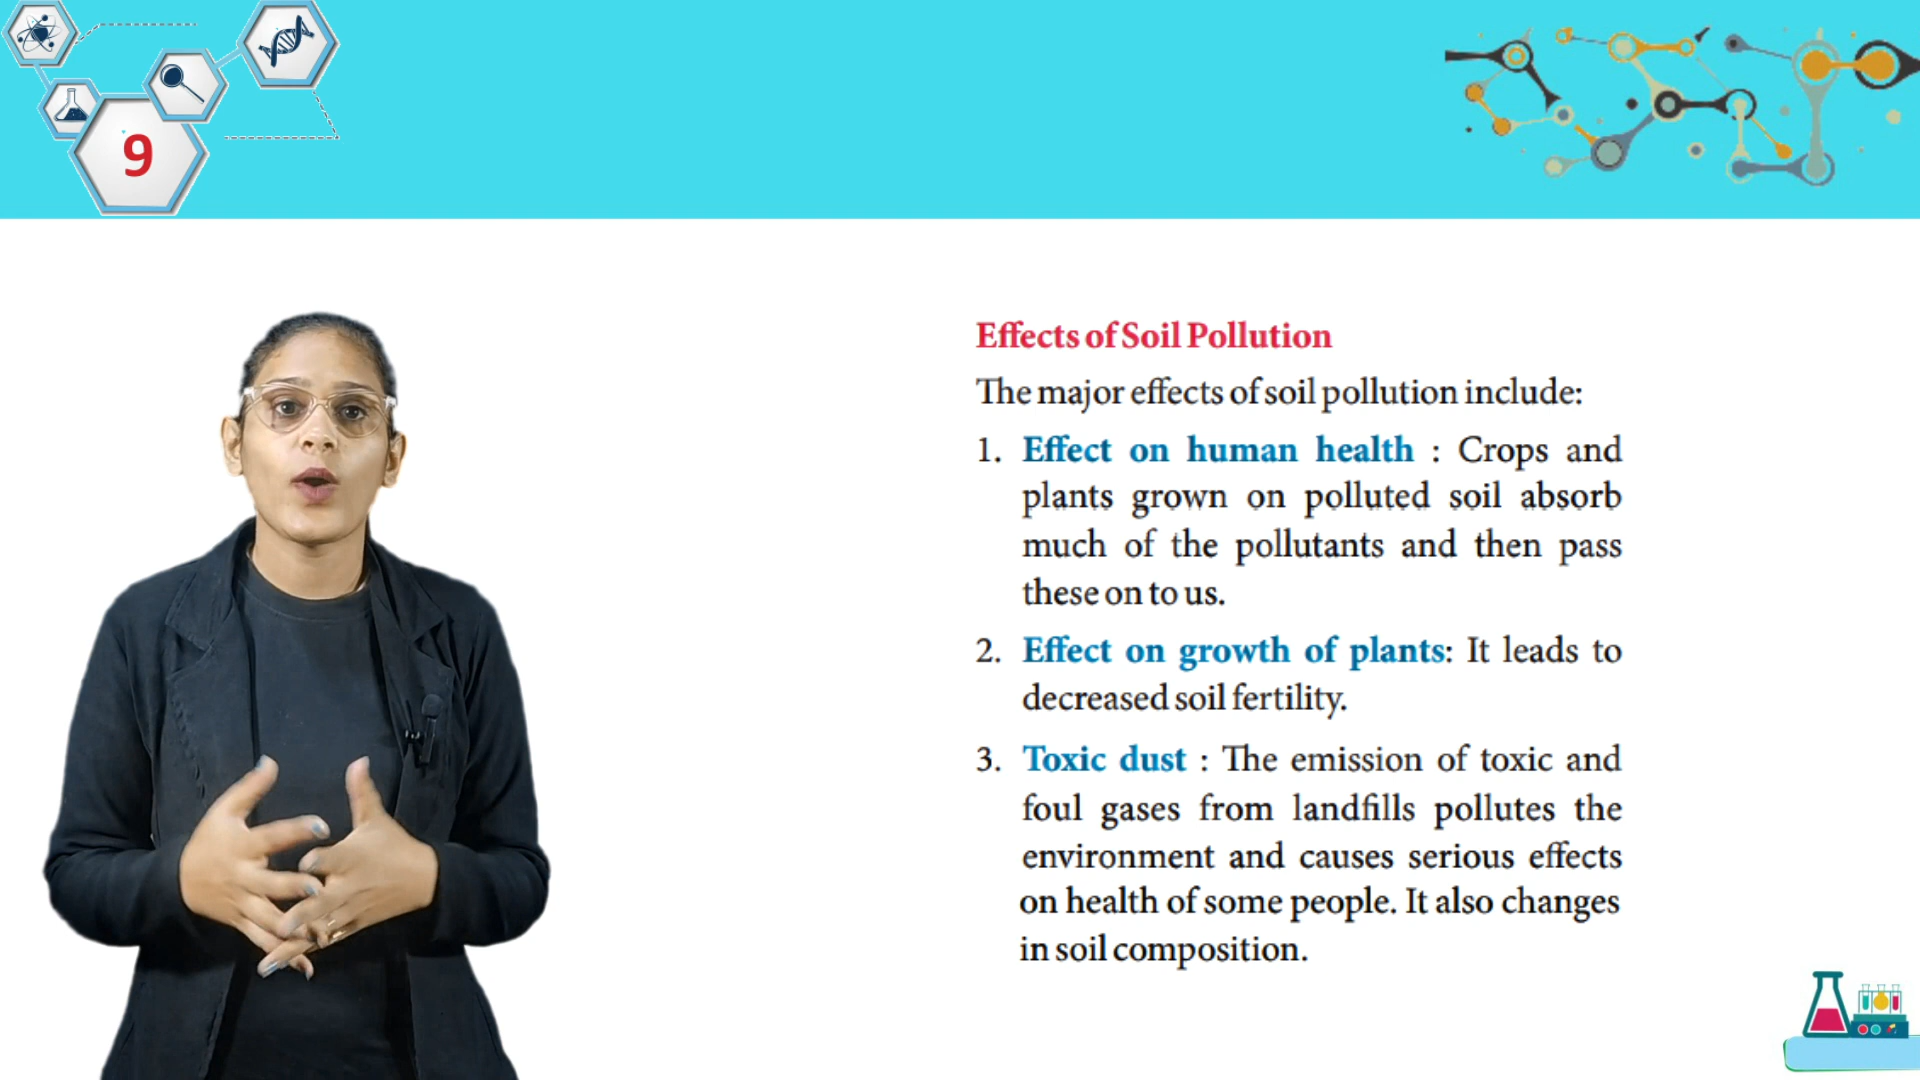 9
Effects of Soil Pollution
The major effects of soil pollution include:
1. Effect on human health : Crops and
plants grown on polluted soil absorb
much of the pollutants and then pass
these on to us.
2. Effect on growth of plants: It leads to
decreased soil fertility.
3. Toxic dust : The emission of toxic and
foul gases from landfills pollutes the
environment and causes serious effects
on health of some people. It also changes
in soil composition.